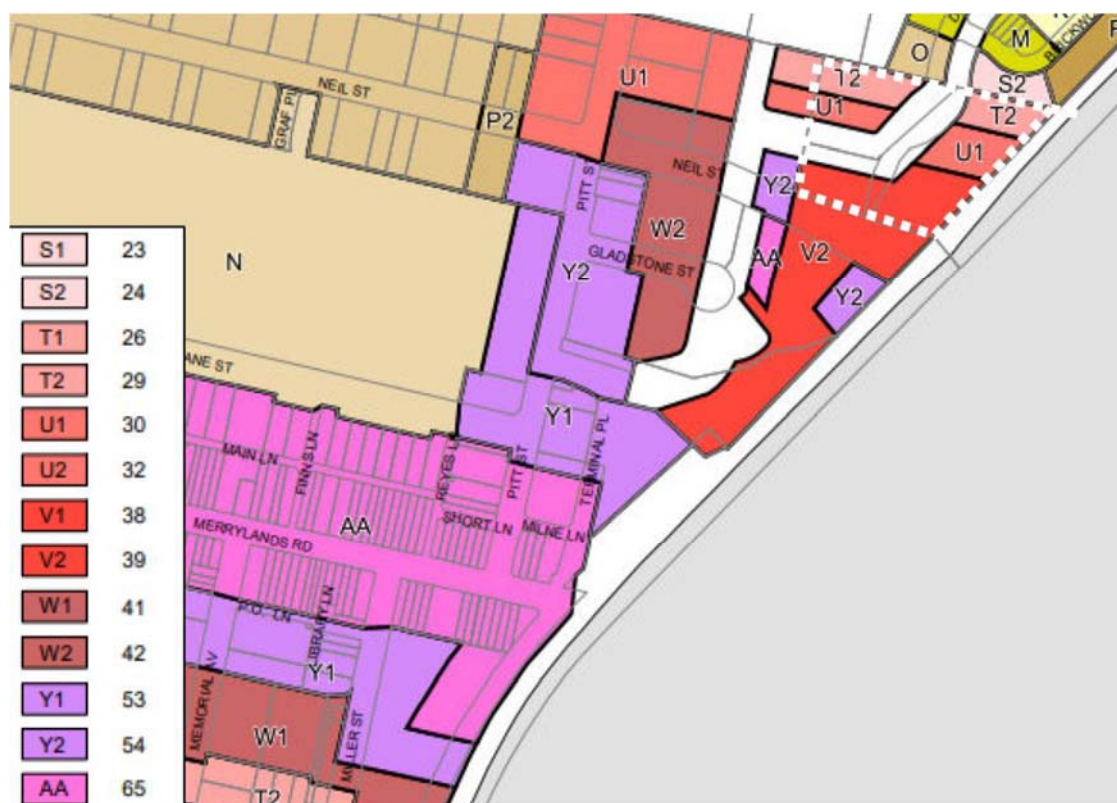 M
BLACKWO
O
S2
T2
U1
T2
U1
U1
NEIL ST
GRAF PL
P2
PITT S
NEIL ST
Y2
W2
N
Y2
GLADSTONE ST
AA
V2
Y2
ANE ST
Y1
TERMINAL PL
MAIN LN
FINNS LN
REYES L
PITT ST
SHORT LN
MILNE LN
AA
MERRYLANDS RD
P.O. LN
LIBRARY LN
Y1
MEMORIAL AV
W1
MILLER ST
T2
S1 23
S2 24
T1 26
T2 29
U1 30
U2 32
V1 38
V2 39
W1 41
W2 42
Y1 53
Y2 54
AA 65